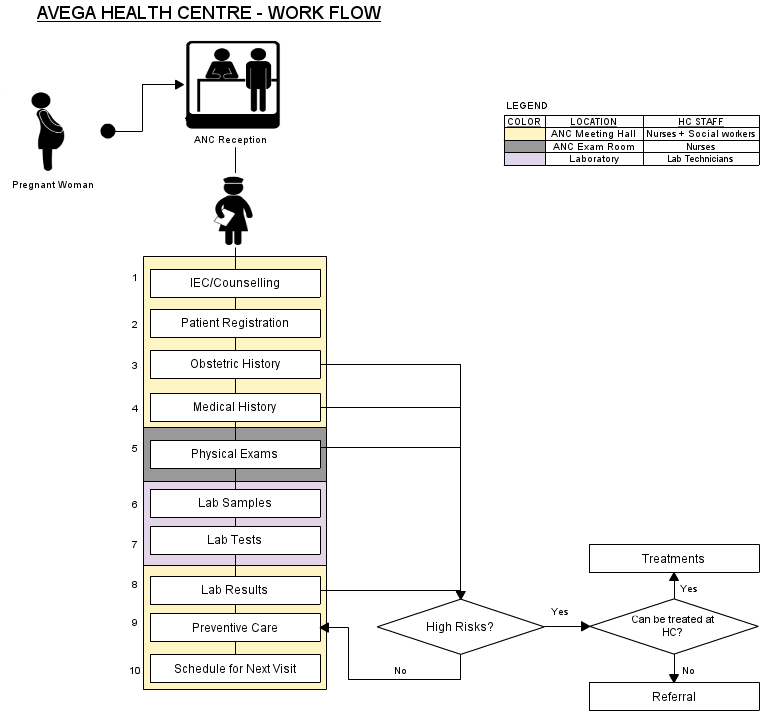 AVEGA HEALTH CENTRE - WORK FLOW
Pregnant Woman
ANC Reception
LEGEND
COLOR LOCATION HC STAFF
ANC Meeting Hall Nurses + Social workers
ANC Exam Room Nurses
Laboratory Lab Technicians
1 IEC/Counselling
2 Patient Registration
3 Obstetric History
4 Medical History
5 Physical Exams
6 Lab Samples
7 Lab Tests
8 Lab Results
9 Preventive Care
10 Schedule for Next Visit
High Risks?
No
Yes
Can be treated at
HC?
Yes
Treatments
No
Referral